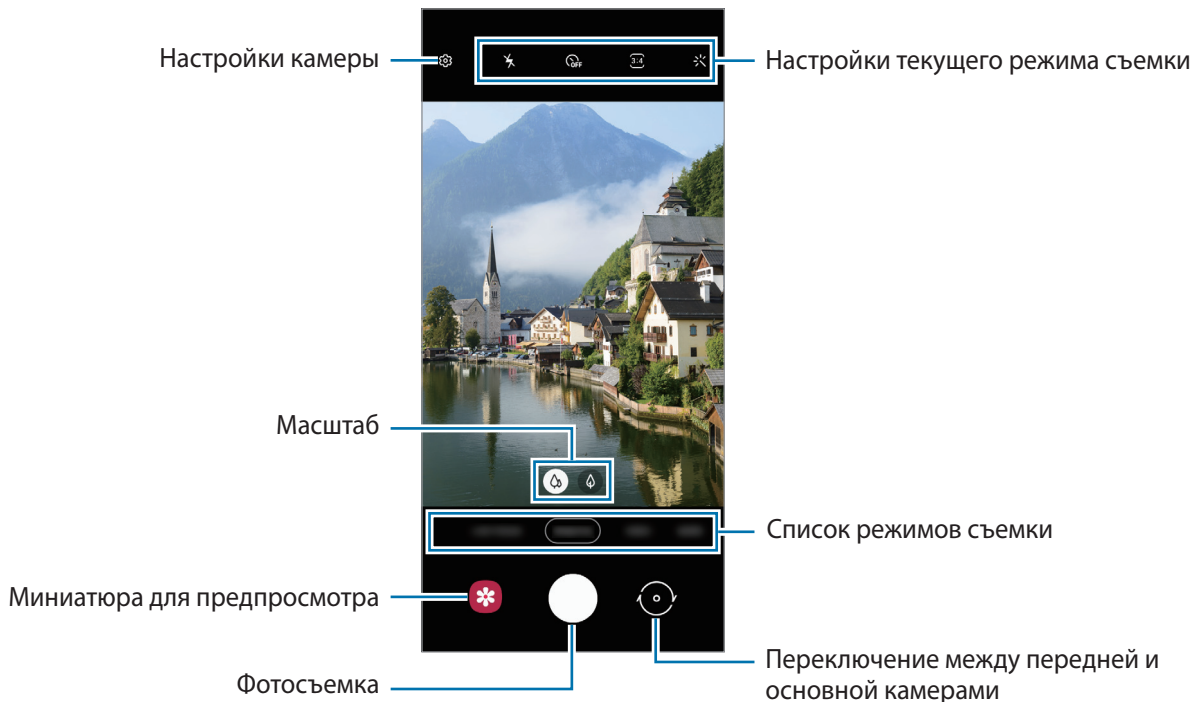 Настройки камеры
OFF
3:4
Настройки текущего режима съемки
Масштаб
Список режимов съемки
Миниатюра для предпросмотра
Фотосъемка
Переключение между передней и
основной камерами